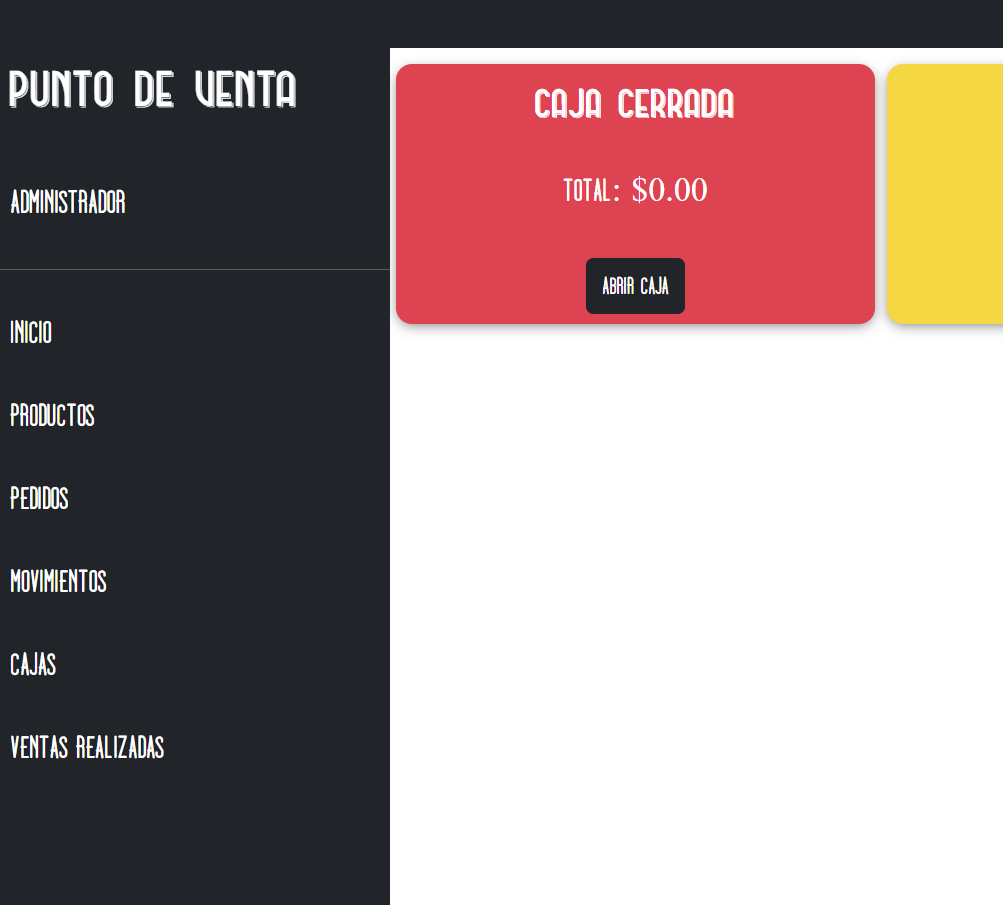 PUNTO DE VENTA
ADMINISTRADOR
INICIO
PRODUCTOS
PEDIDOS
MOVIMIENTOS
CAJAS
VENTAS REALIZADAS
CAJA CERRADA
TOTAL: $0.00
ABRIR CAJA